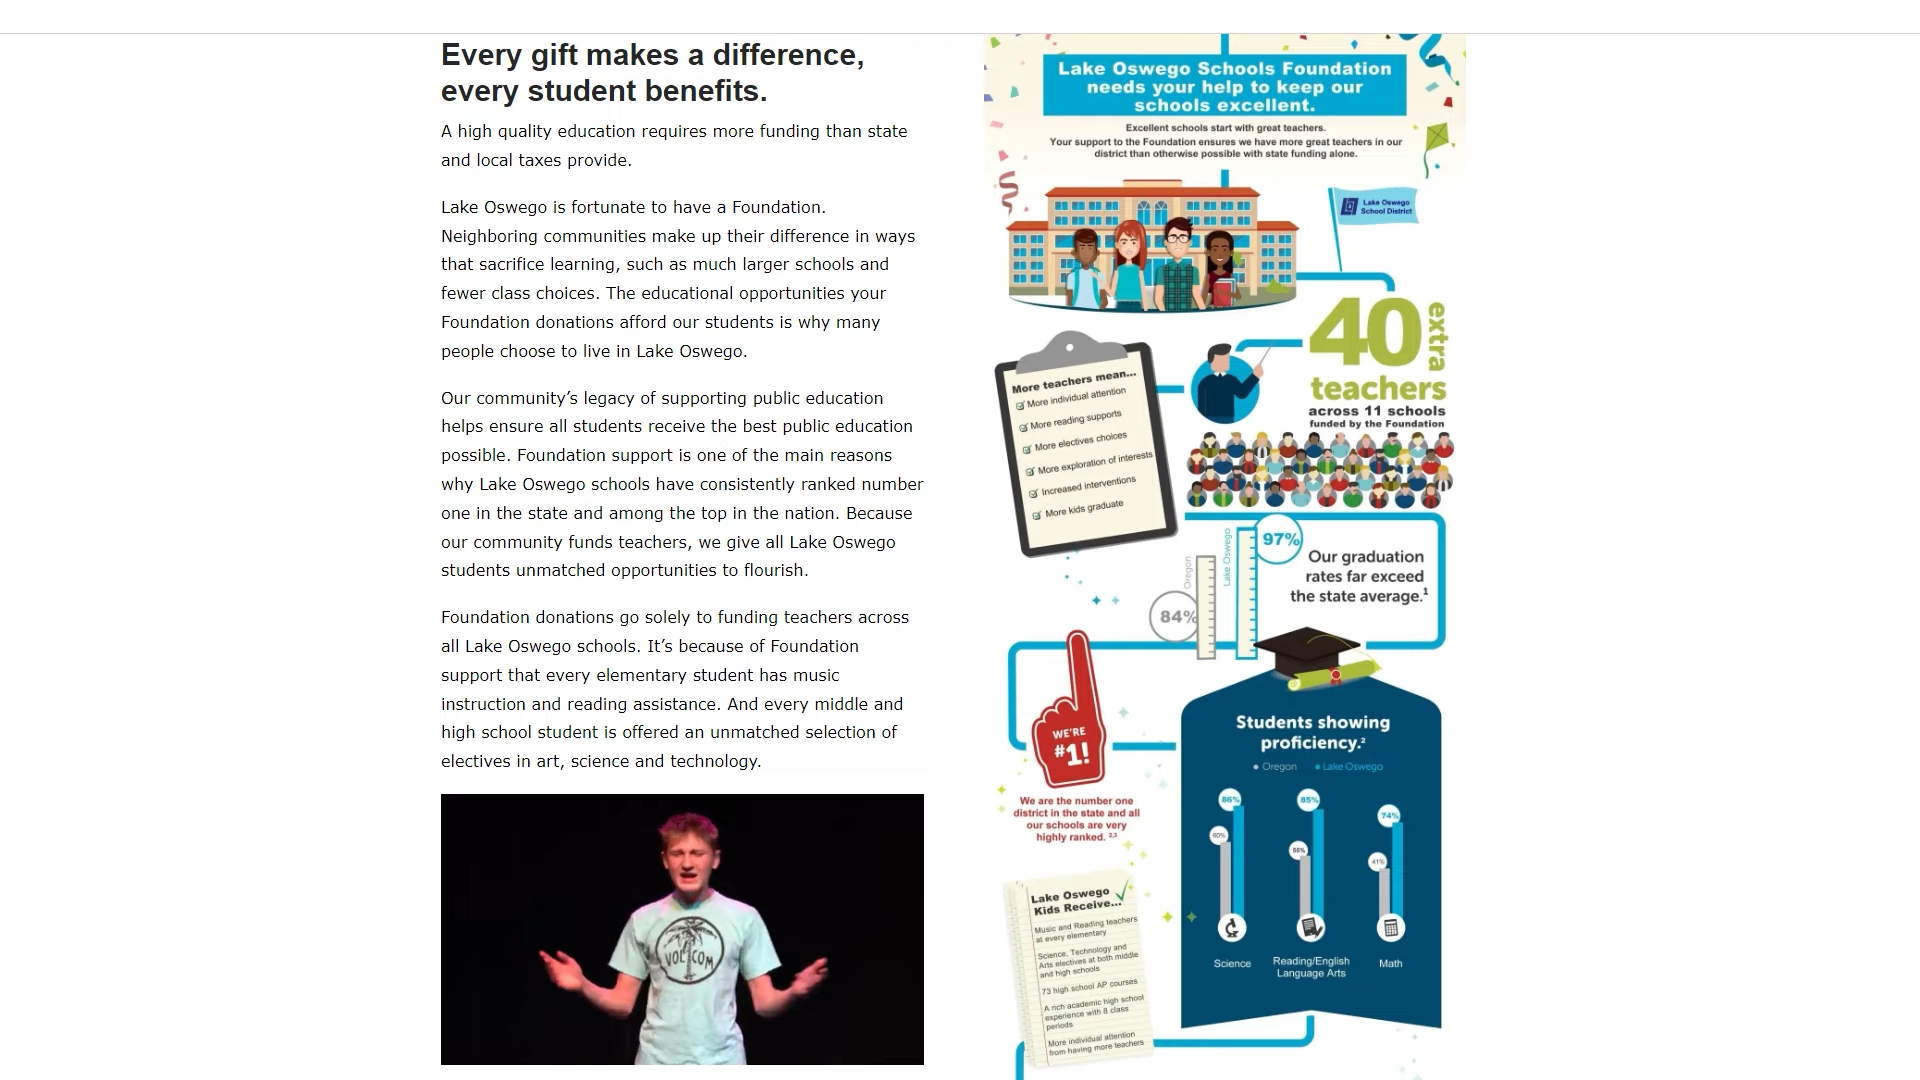 Every gift makes a difference,
every student benefits.
A high quality education requires more funding than state
and local taxes provide.
Lake Oswego is fortunate to have a Foundation.
Neighboring communities make up their difference in ways
that sacrifice learning, such as much larger schools and
fewer class choices. The educational opportunities your
Foundation donations afford our students is why many
people choose to live in Lake Oswego.
Our community’s legacy of supporting public education
helps ensure all students receive the best public education
possible. Foundation support is one of the main reasons
why Lake Oswego schools have consistently ranked number
one in the state and among the top in the nation. Because
our community funds teachers, we give all Lake Oswego
students unmatched opportunities to flourish.
Foundation donations go solely to funding teachers across
all Lake Oswego schools. It’s because of Foundation
support that every elementary student has music
instruction and reading assistance. And every middle and
high school student is offered an unmatched selection of
electives in art, science and technology.
VOLCOM
Lake Oswego Schools Foundation
needs your help to keep our
schools excellent.
Excellent schools start with great teachers.
Your support to the Foundation ensures we have more great teachers in our
district than otherwise possible with state funding alone.
Lake Oswego
School District
40 extra
teachers
across 11 schools
funded by the Foundation
More teachers mean...
More individual attention
More reading supports
More electives choices
More exploration of interests
Increased interventions
More kids graduate
Oregon
84%
Lake Oswego
97%
Our graduation
rates far exceed
the state average.1
WE'RE
#1!
We are the number one
district in the state and all
our schools are very
highly ranked. 2,3
Students showing
proficiency.2
Oregon
Lake Oswego
60%
86%
85%
41%
74%
Science
Reading/English
Language Arts
Math
Lake Oswego
Kids Receive...
Music and Reading teachers
at every elementary
Science, Technology and
Arts electives at both middle
and high schools
73 high school AP courses
A rich academic high school
experience with 8 class
periods
More individual attention
from having more teachers